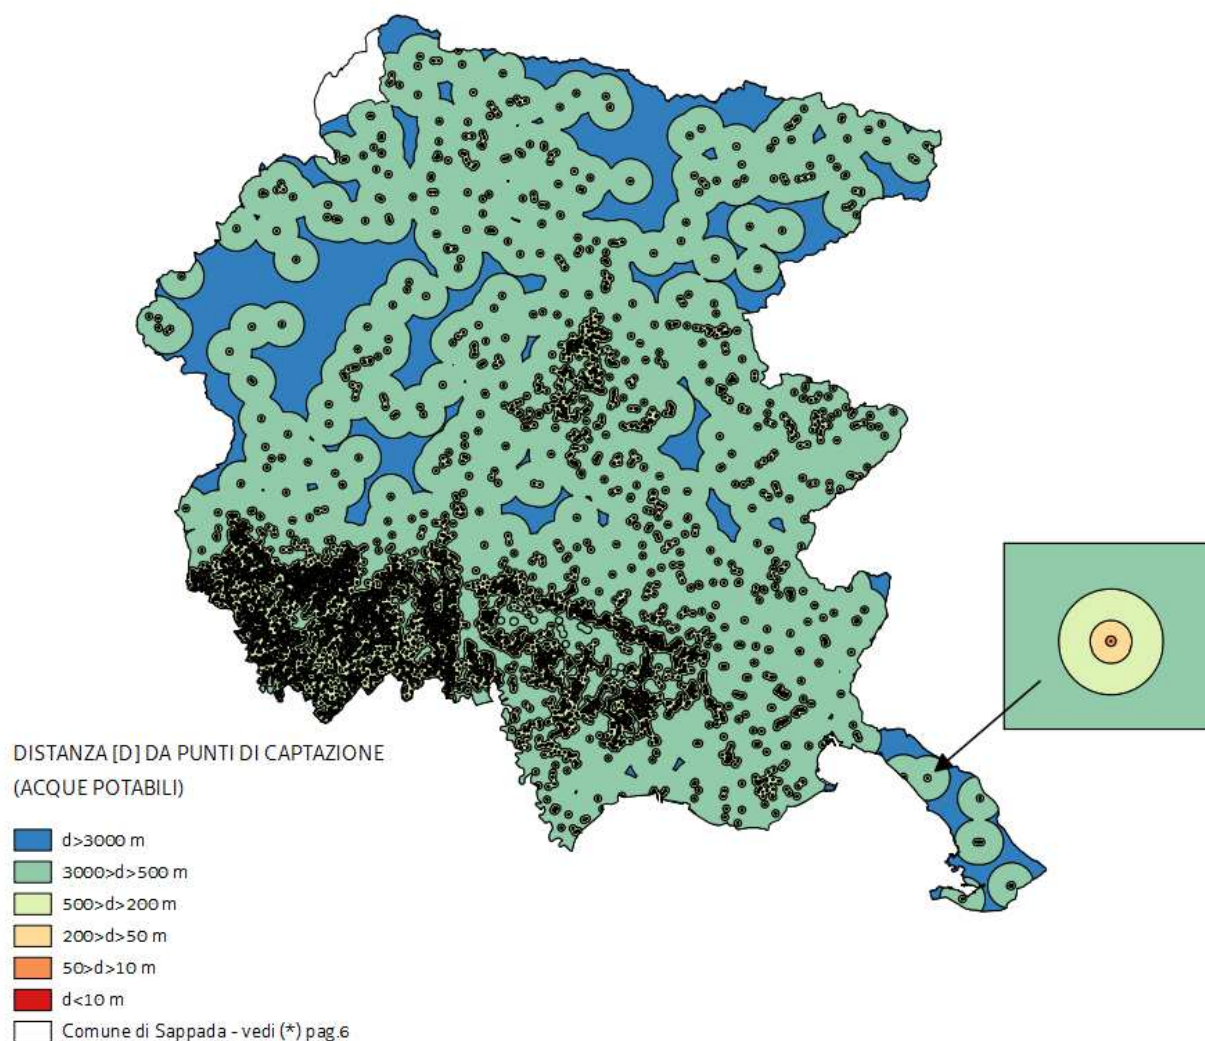 DISTANZA [D] DA PUNTI DI CAPTAZIONE
(ACQUE POTABILI)
d>3000 m
3000>d>500 m
500>d>200 m
200>d>50 m
50>d>10 m
d<10 m
Comune di Sappada - vedi (*) pag.6